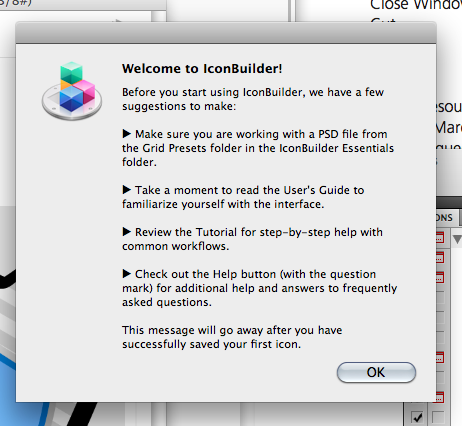 8/8#)
Close Window
Welcome to IconBuilder!
Before you start using IconBuilder, we have a few
suggestions to make:
▶ Make sure you are working with a PSD file from
the Grid Presets folder in the IconBuilder Essentials
folder.
▶ Take a moment to read the User's Guide to
familiarize yourself with the interface.
▶ Review the Tutorial for step-by-step help with
common workflows.
▶ Check out the Help button (with the question
mark) for additional help and answers to frequently
asked questions.
This message will go away after you have
successfully saved your first icon.
OK
ONS